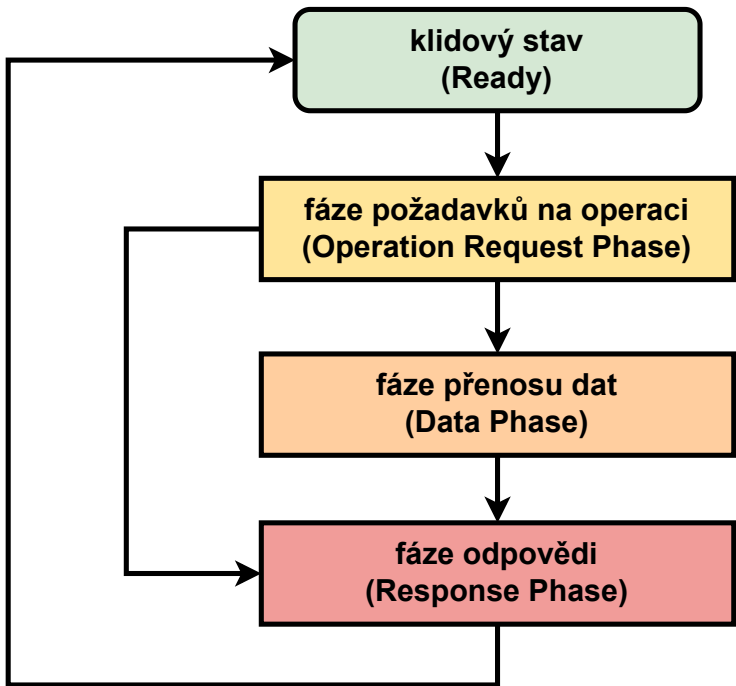 klidový stav
(Ready)
fáze požadavků na operaci
(Operation Request Phase)
fáze přenosu dat
(Data Phase)
fáze odpovědi
(Response Phase)